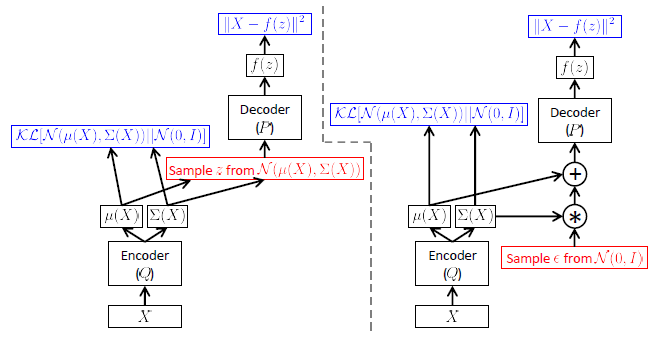 ‖X − f(z)‖²
f(z)
Decoder
(P)
𝒦ℒ[𝒩(μ(X), Σ(X))||𝒩(0, I)]
Sample z from 𝒩(μ(X), Σ(X))
μ(X)
Σ(X)
Encoder
(Q)
X
‖X − f(z)‖²
f(z)
Decoder
(P)
𝒦ℒ[𝒩(μ(X), Σ(X))||𝒩(0, I)]
+
μ(X)
Σ(X)
*
Encoder
(Q)
Sample ϵ from 𝒩(0, I)
X